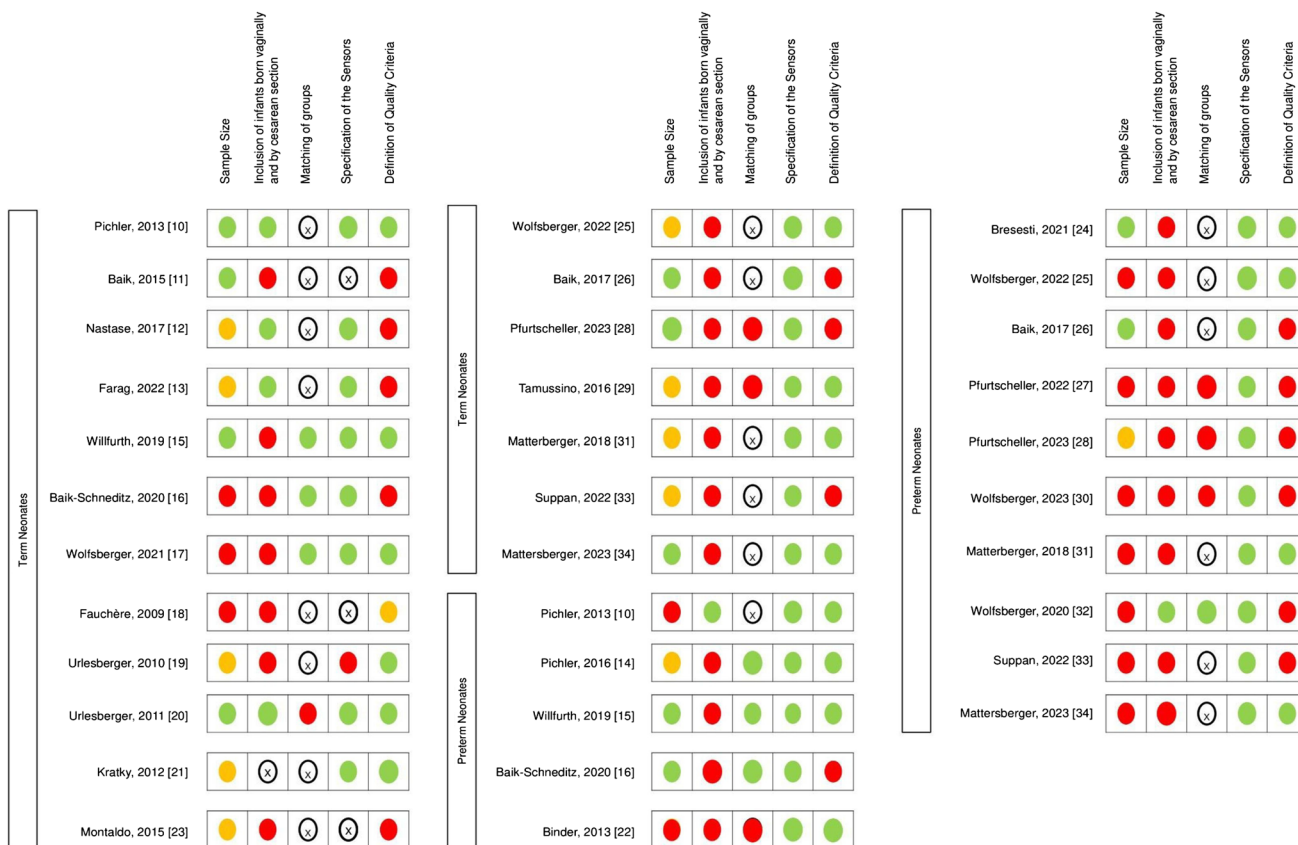 Sample Size
Inclusion of infants born vaginally
and by cesarean section
Matching of groups
Specification of the Sensors
Definition of Quality Criteria
Term Neonates
Pichler, 2013 [10]
x
Baik, 2015 [11]
x
x
Nastase, 2017 [12]
x
Farag, 2022 [13]
x
Willfurth, 2019 [15]
Baik-Schneditz, 2020 [16]
Wolfsberger, 2021 [17]
Fauchère, 2009 [18]
x
x
Urlesberger, 2010 [19]
x
Urlesberger, 2011 [20]
Kratky, 2012 [21]
x
x
Montaldo, 2015 [23]
x
x
Sample Size
Inclusion of infants born vaginally
and by cesarean section
Matching of groups
Specification of the Sensors
Definition of Quality Criteria
Term Neonates
Wolfsberger, 2022 [25]
x
Baik, 2017 [26]
x
Pfurtscheller, 2023 [28]
Tamussino, 2016 [29]
Matterberger, 2018 [31]
x
Suppan, 2022 [33]
x
Mattersberger, 2023 [34]
x
Preterm Neonates
Pichler, 2013 [10]
x
Pichler, 2016 [14]
Willfurth, 2019 [15]
Baik-Schneditz, 2020 [16]
Binder, 2013 [22]
Sample Size
Inclusion of infants born vaginally
and by cesarean section
Matching of groups
Specification of the Sensors
Definition of Quality Criteria
Preterm Neonates
Bresesti, 2021 [24]
x
Wolfsberger, 2022 [25]
x
Baik, 2017 [26]
x
Pfurtscheller, 2022 [27]
Pfurtscheller, 2023 [28]
Wolfsberger, 2023 [30]
Matterberger, 2018 [31]
x
Wolfsberger, 2020 [32]
Suppan, 2022 [33]
x
Mattersberger, 2023 [34]
x